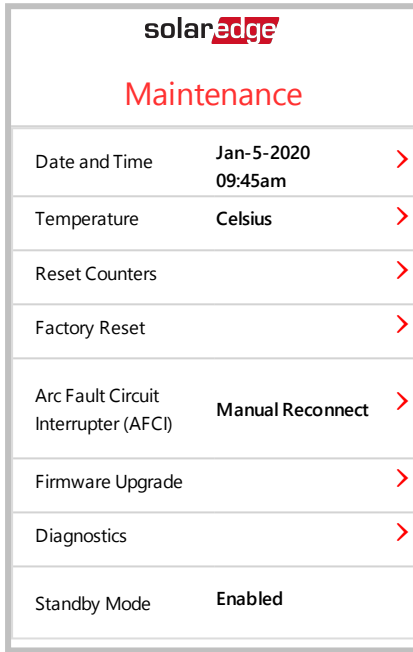 solaredge
Maintenance
Date and Time Jan-5-2020
09:45am
Temperature Celsius
Reset Counters
Factory Reset
Arc Fault Circuit
Interrupter (AFCI) Manual Reconnect
Firmware Upgrade
Diagnostics
Standby Mode Enabled